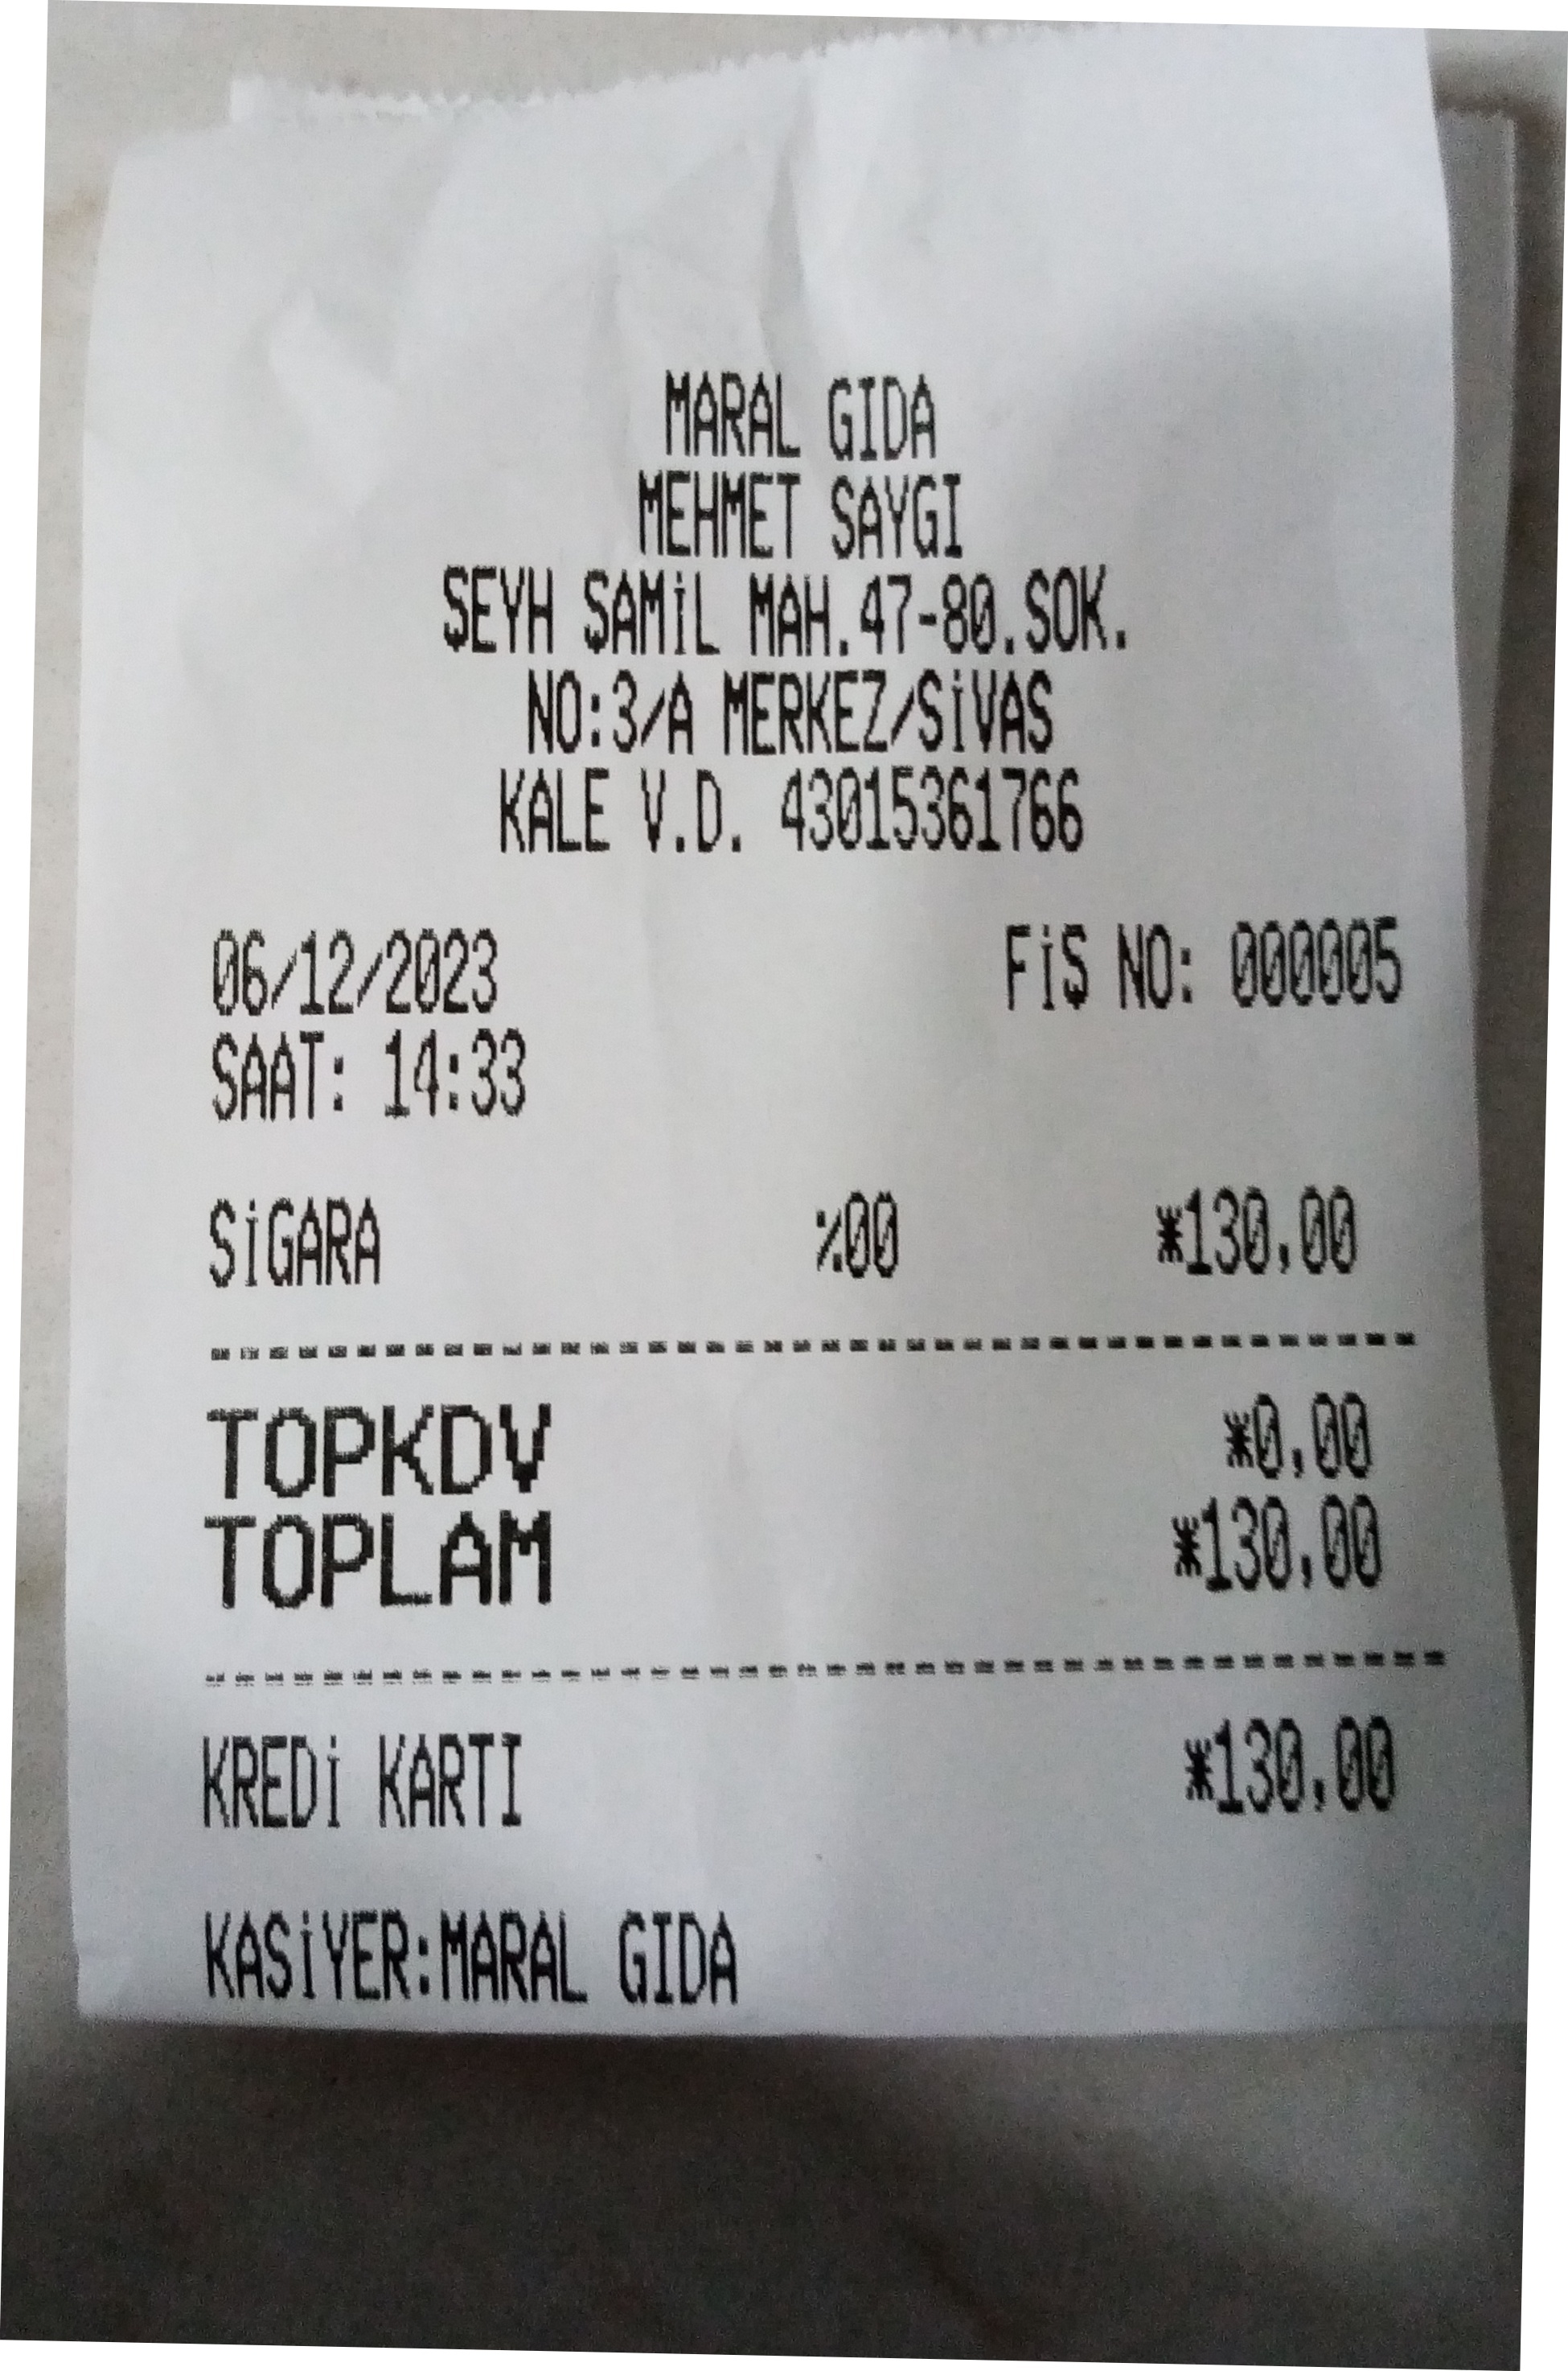 MARAL GIDA
MEHMET SAYGI
ŞEYH ŞAMİL MAH.47-80.SOK.
NO:3/A MERKEZ/SİVAS
KALE V.D. 43015361766
06/12/2023 FİŞ NO: 000005
SAAT: 14:33
SİGARA %00 *130,00
TOPKDV *0,00
TOPLAM *130,00
KREDİ KARTI *130,00
KASİYER:MARAL GIDA